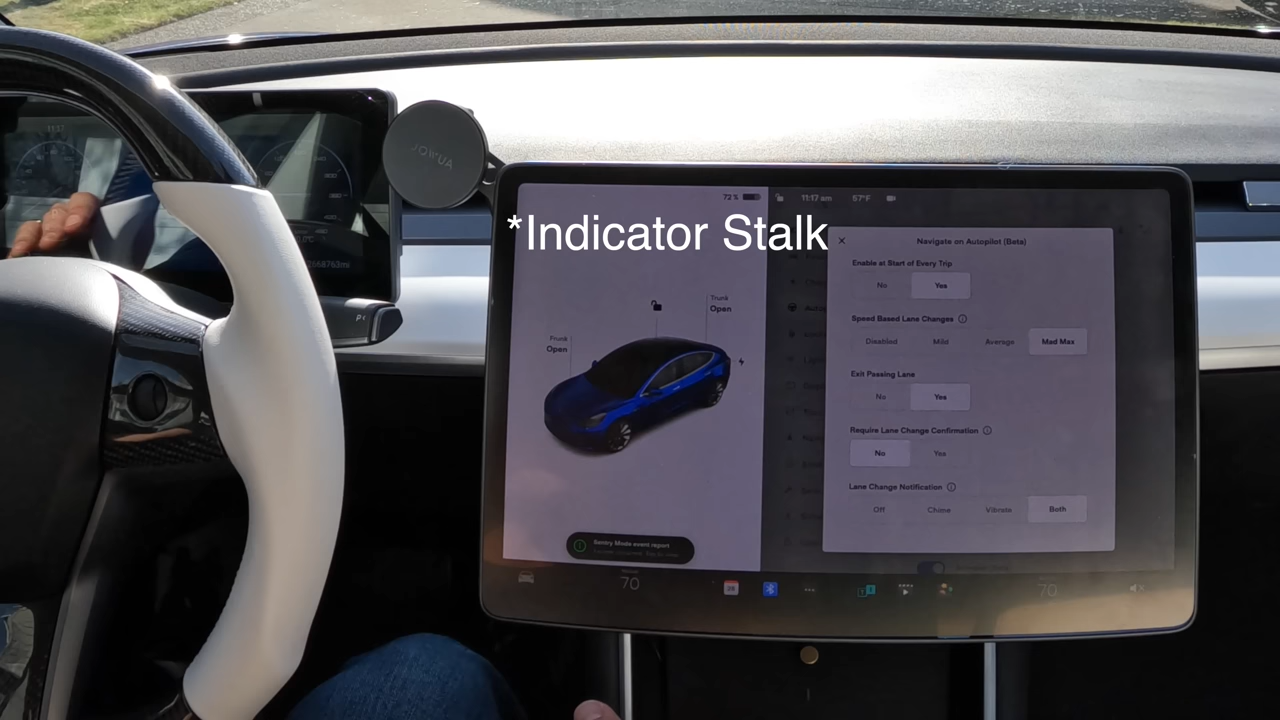 11:17
JOWUA
72 %
11:17 am
57°F
*Indicator Stalk
Navigate on Autopilot (Beta)
Enable at Start of Every Trip
No
Yes
Trunk
Open
Speed Based Lane Changes
Disabled
Mild
Average
Mad Max
Frunk
Open
Exit Passing Lane
No
Yes
Require Lane Change Confirmation
No
Yes
Lane Change Notification
Off
Chime
Vibrate
Both
Sentry Mode event report
P
70
28
70